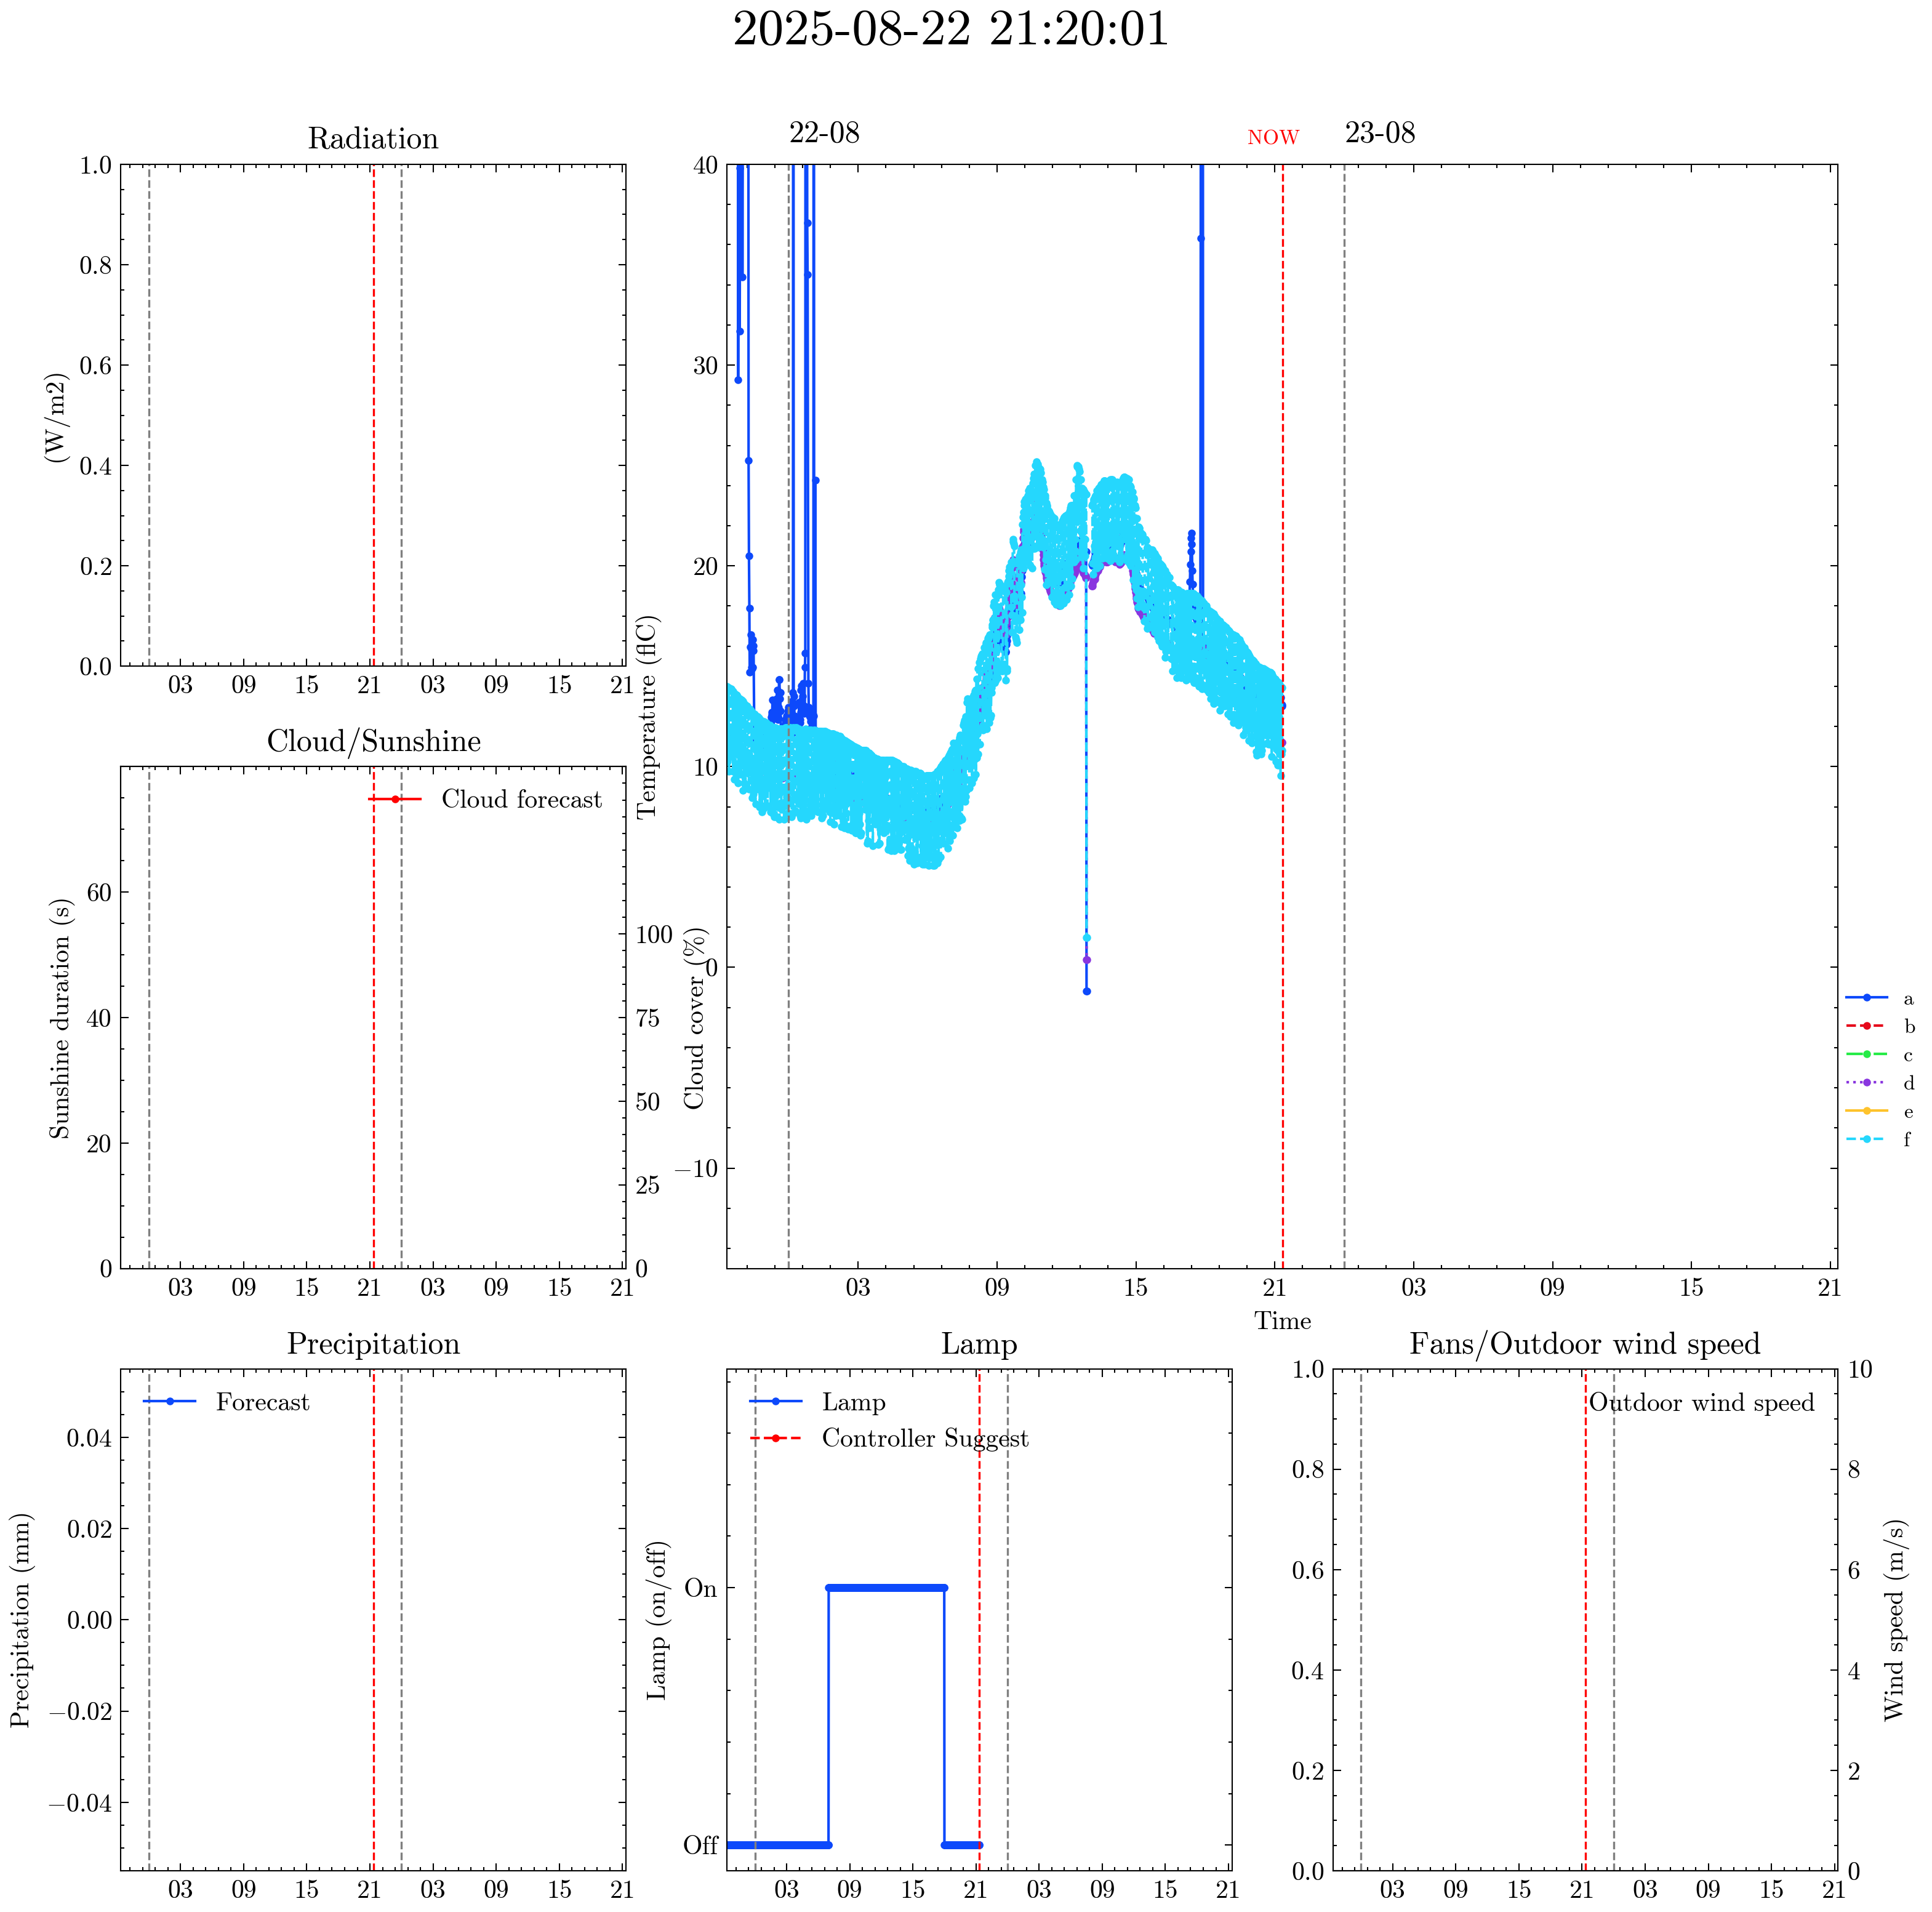 2025-08-22 21:20:01
Radiation
1.0
0.8
0.6
0.4
0.2
0.0
(W/m2)
03 09 15 21 03 09 15 21
22-08 NOW 23-08
40
30
20
10
0
−10
Temperature (flC)
03 09 15 21 03 09 15 21
Time
a
b
c
d
e
f
Cloud/Sunshine
Cloud forecast
60
40
20
0
Sunshine duration (s)
100
75
50
25
0
Cloud cover (%)
03 09 15 21 03 09 15 21
Precipitation
Forecast
0.04
0.02
0.00
−0.02
−0.04
Precipitation (mm)
03 09 15 21 03 09 15 21
Lamp
Lamp
Controller Suggest
On
Off
Lamp (on/off)
03 09 15 21 03 09 15 21
Fans/Outdoor wind speed
Outdoor wind speed
1.0
0.8
0.6
0.4
0.2
0.0
10
8
6
4
2
0
Wind speed (m/s)
03 09 15 21 03 09 15 21